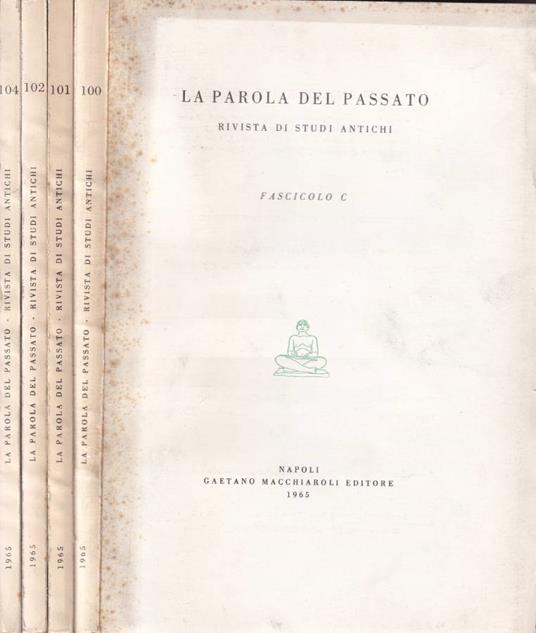 104
LA PAROLA DEL PASSATO · RIVISTA DI STUDI ANTICHI
1965
102
LA PAROLA DEL PASSATO · RIVISTA DI STUDI ANTICHI
1965
101
LA PAROLA DEL PASSATO · RIVISTA DI STUDI ANTICHI
1965
100
LA PAROLA DEL PASSATO · RIVISTA DI STUDI ANTICHI
1965
LA PAROLA DEL PASSATO
RIVISTA DI STUDI ANTICHI
FASCICOLO C
NAPOLI
GAETANO MACCHIAROLI EDITORE
1965